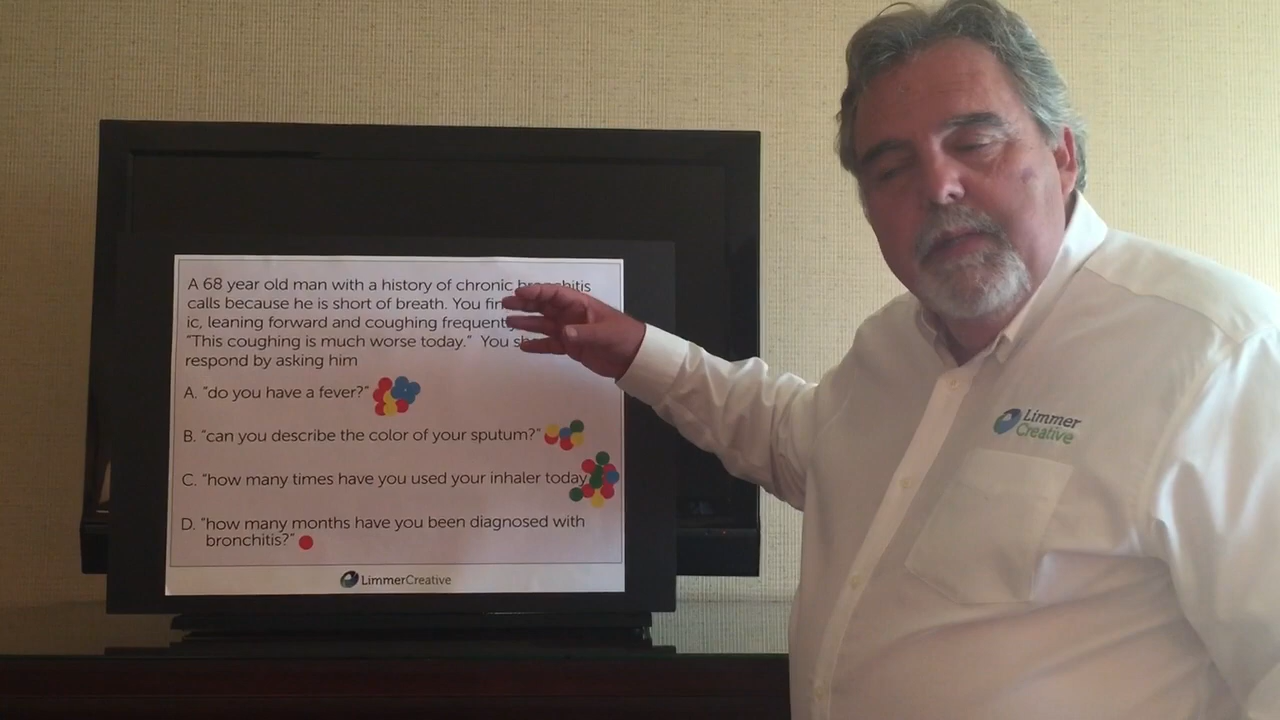 A 68 year old man with a history of chronic bronchitis
calls because he is short of breath. You
ic, leaning forward and coughing
"This coughing is much worse today." You
respond by asking him
A. "do you have a fever?"
B. "can you describe the color of your sputum?"
C. "how many times have you used your inhaler today
D. "how many months have you been diagnosed with
bronchitis?"
LimmerCreative
Limmer
Creative